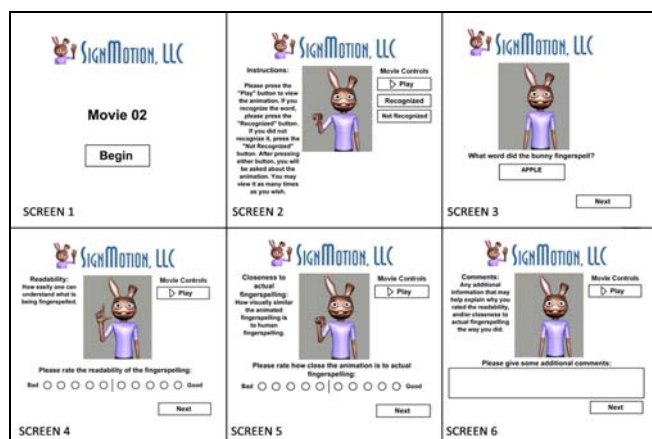 SIGNMOTION, LLC
Movie 02
Begin
SCREEN 1
SIGNMOTION, LLC
Instructions:
Please press the
"Play" button to view
the animation. If you
recognize the word,
please press the
"Recognized" button.
If you did not
recognize it, press the
"Not Recognized"
button. After pressing
either button, you will
be asked about the
animation. You may
view it as many times
as you wish.
Movie Controls
Play
Recognized
Not Recognized
SCREEN 2
SIGNMOTION, LLC
What word did the bunny fingerspell?
APPLE
Next
SCREEN 3
SIGNMOTION, LLC
Readability:
How easily one can
understand what is
being fingerspelled.
Movie Controls
Play
Please rate the readability of the fingerspelling:
Bad
Good
Next
SCREEN 4
SIGNMOTION, LLC
Closeness to
actual
fingerspelling:
How visually similar
the animated
fingerspelling is
to human
fingerspelling.
Movie Controls
Play
Please rate how close the animation is to actual
fingerspelling:
Bad
Good
Next
SCREEN 5
SIGNMOTION, LLC
Comments:
Any additional
information that may
help explain why you
rated the readability,
and/or closeness to
actual fingerspelling
the way you did.
Movie Controls
Play
Please give some additional comments:
Next
SCREEN 6